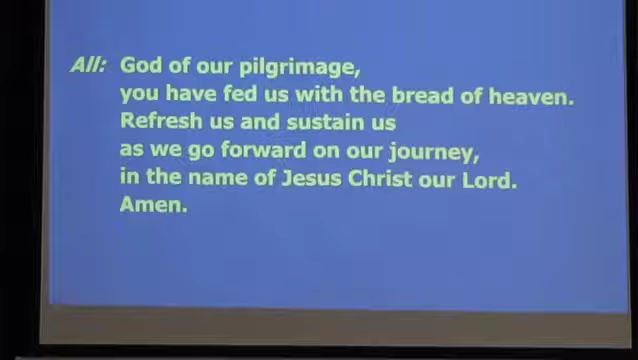 All: God of our pilgrimage,
you have fed us with the bread of heaven.
Refresh us and sustain us
as we go forward on our journey,
in the name of Jesus Christ our Lord.
Amen.